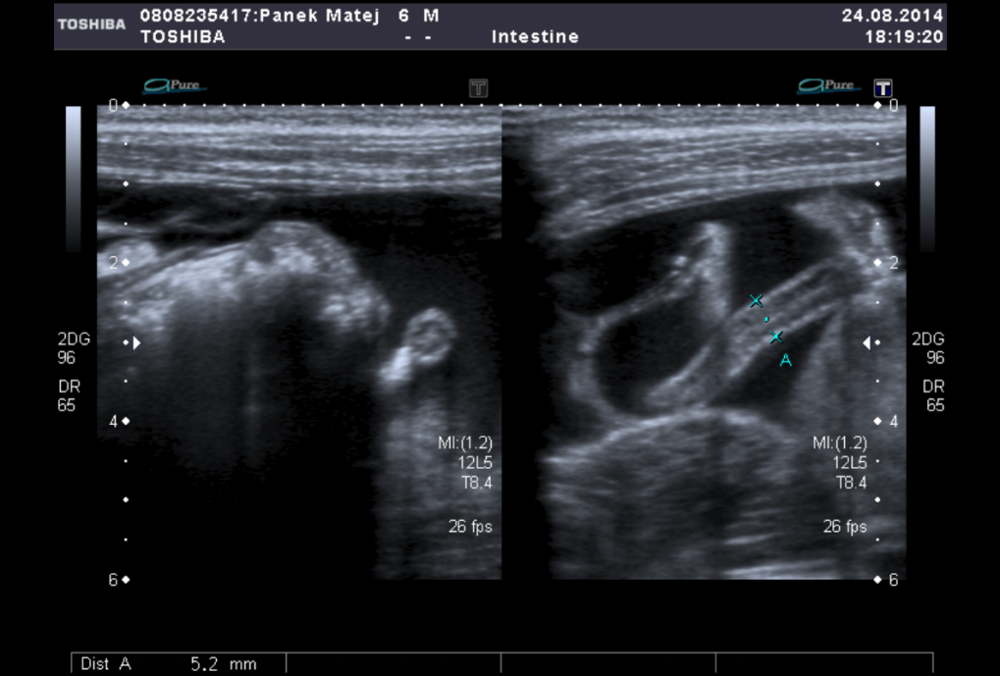 TOSHIBA
0808235417:Panek Matej 6 M
24.08.2014
TOSHIBA - - Intestine
18:19:20
aPure
T
aPure
T
0
0
2
2
2DG
96
DR
65
2DG
96
DR
65
4
4
MI:(1.2)
12L5
T8.4
26 fps
A
MI:(1.2)
12L5
T8.4
26 fps
6
6
Dist A 5.2 mm